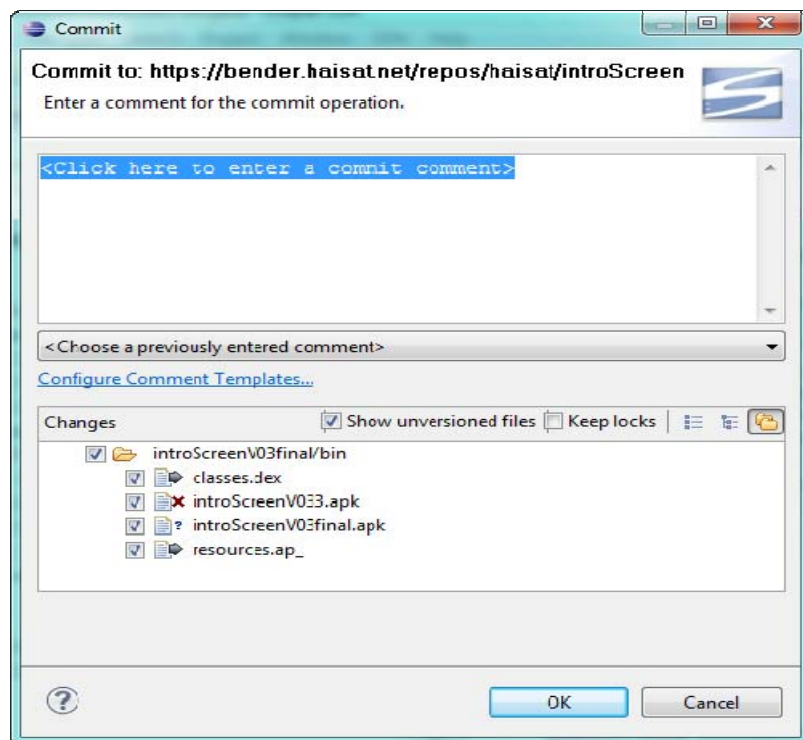 Commit
Commit to: https://bender.haisat.net/repos/haisat/introScreen
Enter a comment for the commit operation.
<Click here to enter a commit comment>
<Choose a previously entered comment>
Configure Comment Templates...
Changes Show unversioned files Keep locks
introScreenV03final/bin
classes.dex
introScreenV033.apk
introScreenV03final.apk
resources.ap_
OK Cancel